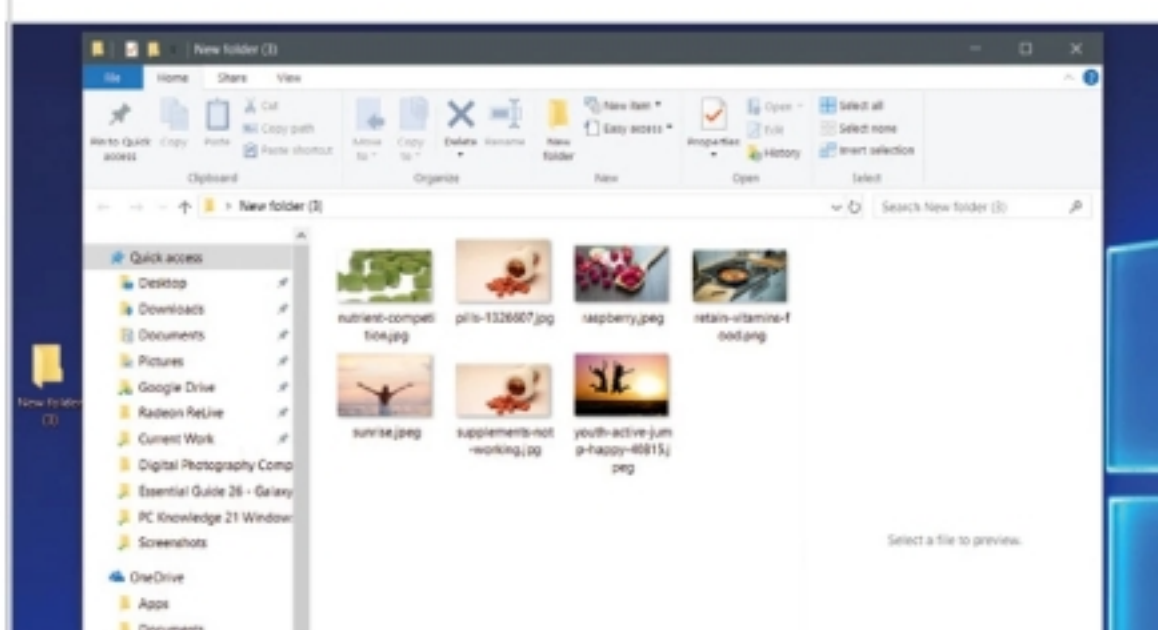 New folder (3)
File Home Share View
Pin to Quick access
Copy
Paste
Cut
Copy path
Paste shortcut
Clipboard
Move to
Copy to
Delete
Rename
Organize
New folder
New item
Easy access
New
Properties
Open
Edit
History
Open
Select all
Select none
Invert selection
Select
New folder (3)
Search New folder (3)
Quick access
Desktop
Downloads
Documents
Pictures
Google Drive
Radeon ReLive
Current Work
Digital Photography Comp
Essential Guide 26 - Galaxy
PC Knowledge 21 Window
Screenshots
OneDrive
Apps
Documents
nutrient-competi
tion.jpg
pills-1326607.jpg
raspberry.jpeg
retain-vitamins-f
ood.png
sunrise.jpeg
supplements-not
-working.jpg
youth-active-jum
p-happy-40815.j
peg
Select a file to preview.
New folder
(3)